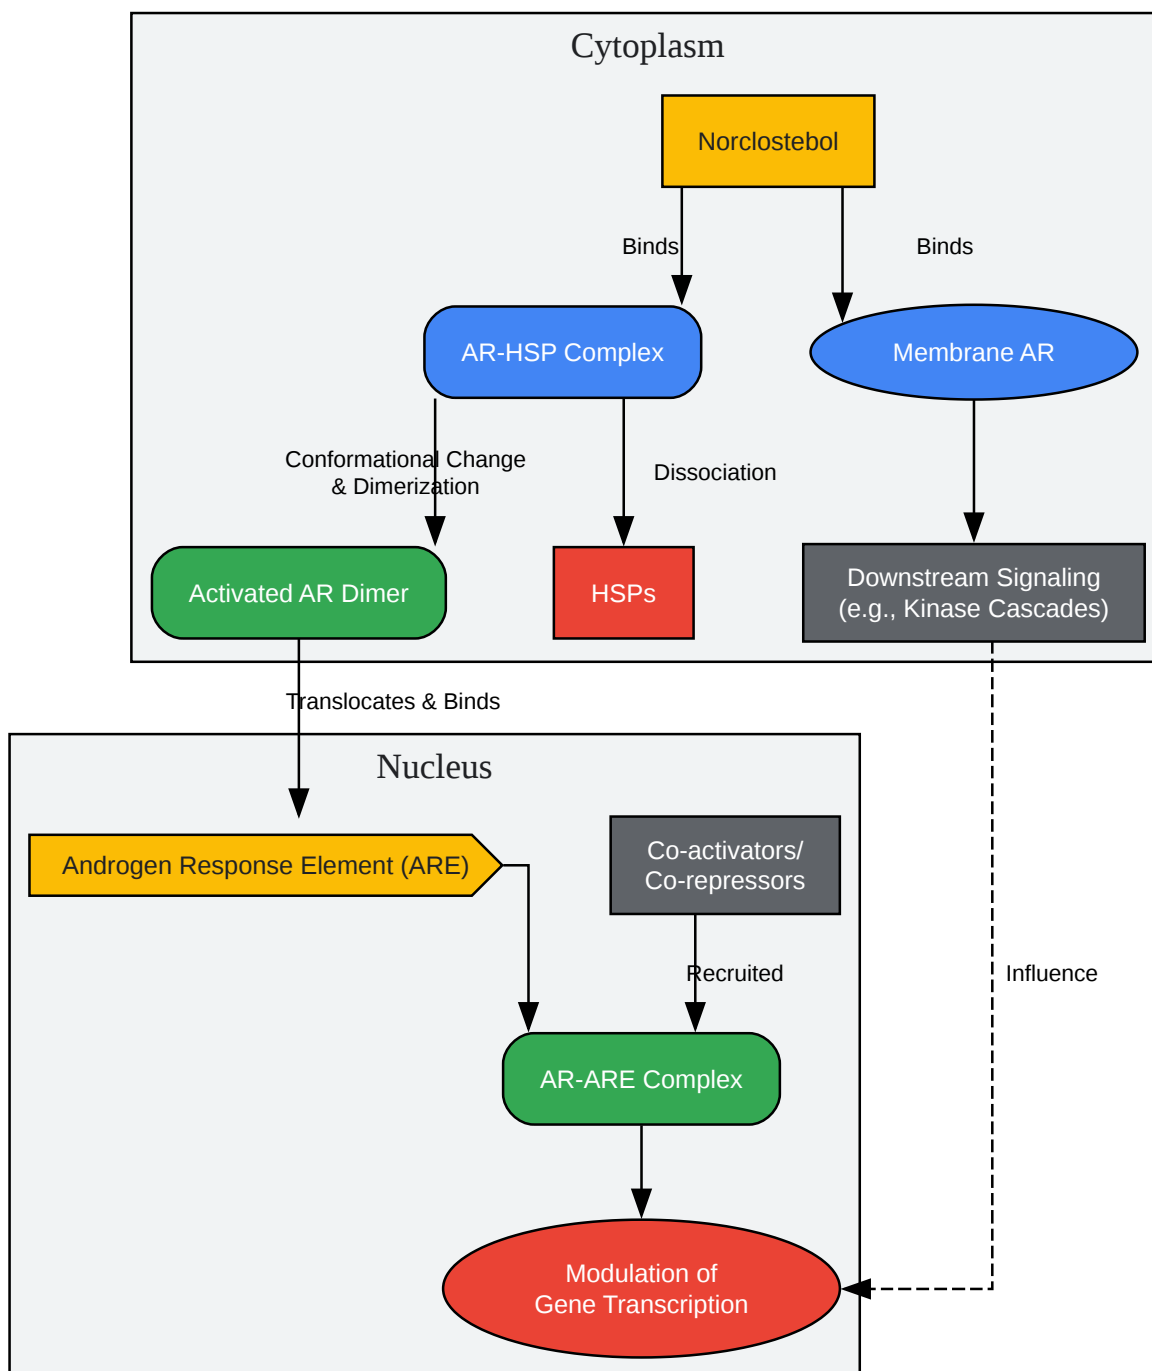 Cytoplasm
Norclostebol
Binds
Binds
AR-HSP Complex
Membrane AR
Conformational Change
& Dimerization
Dissociation
Activated AR Dimer
HSPs
Downstream Signaling
(e.g., Kinase Cascades)
Translocates & Binds
Nucleus
Androgen Response Element (ARE)
Co-activators/
Co-repressors
Recruited
Influence
AR-ARE Complex
Modulation of
Gene Transcription